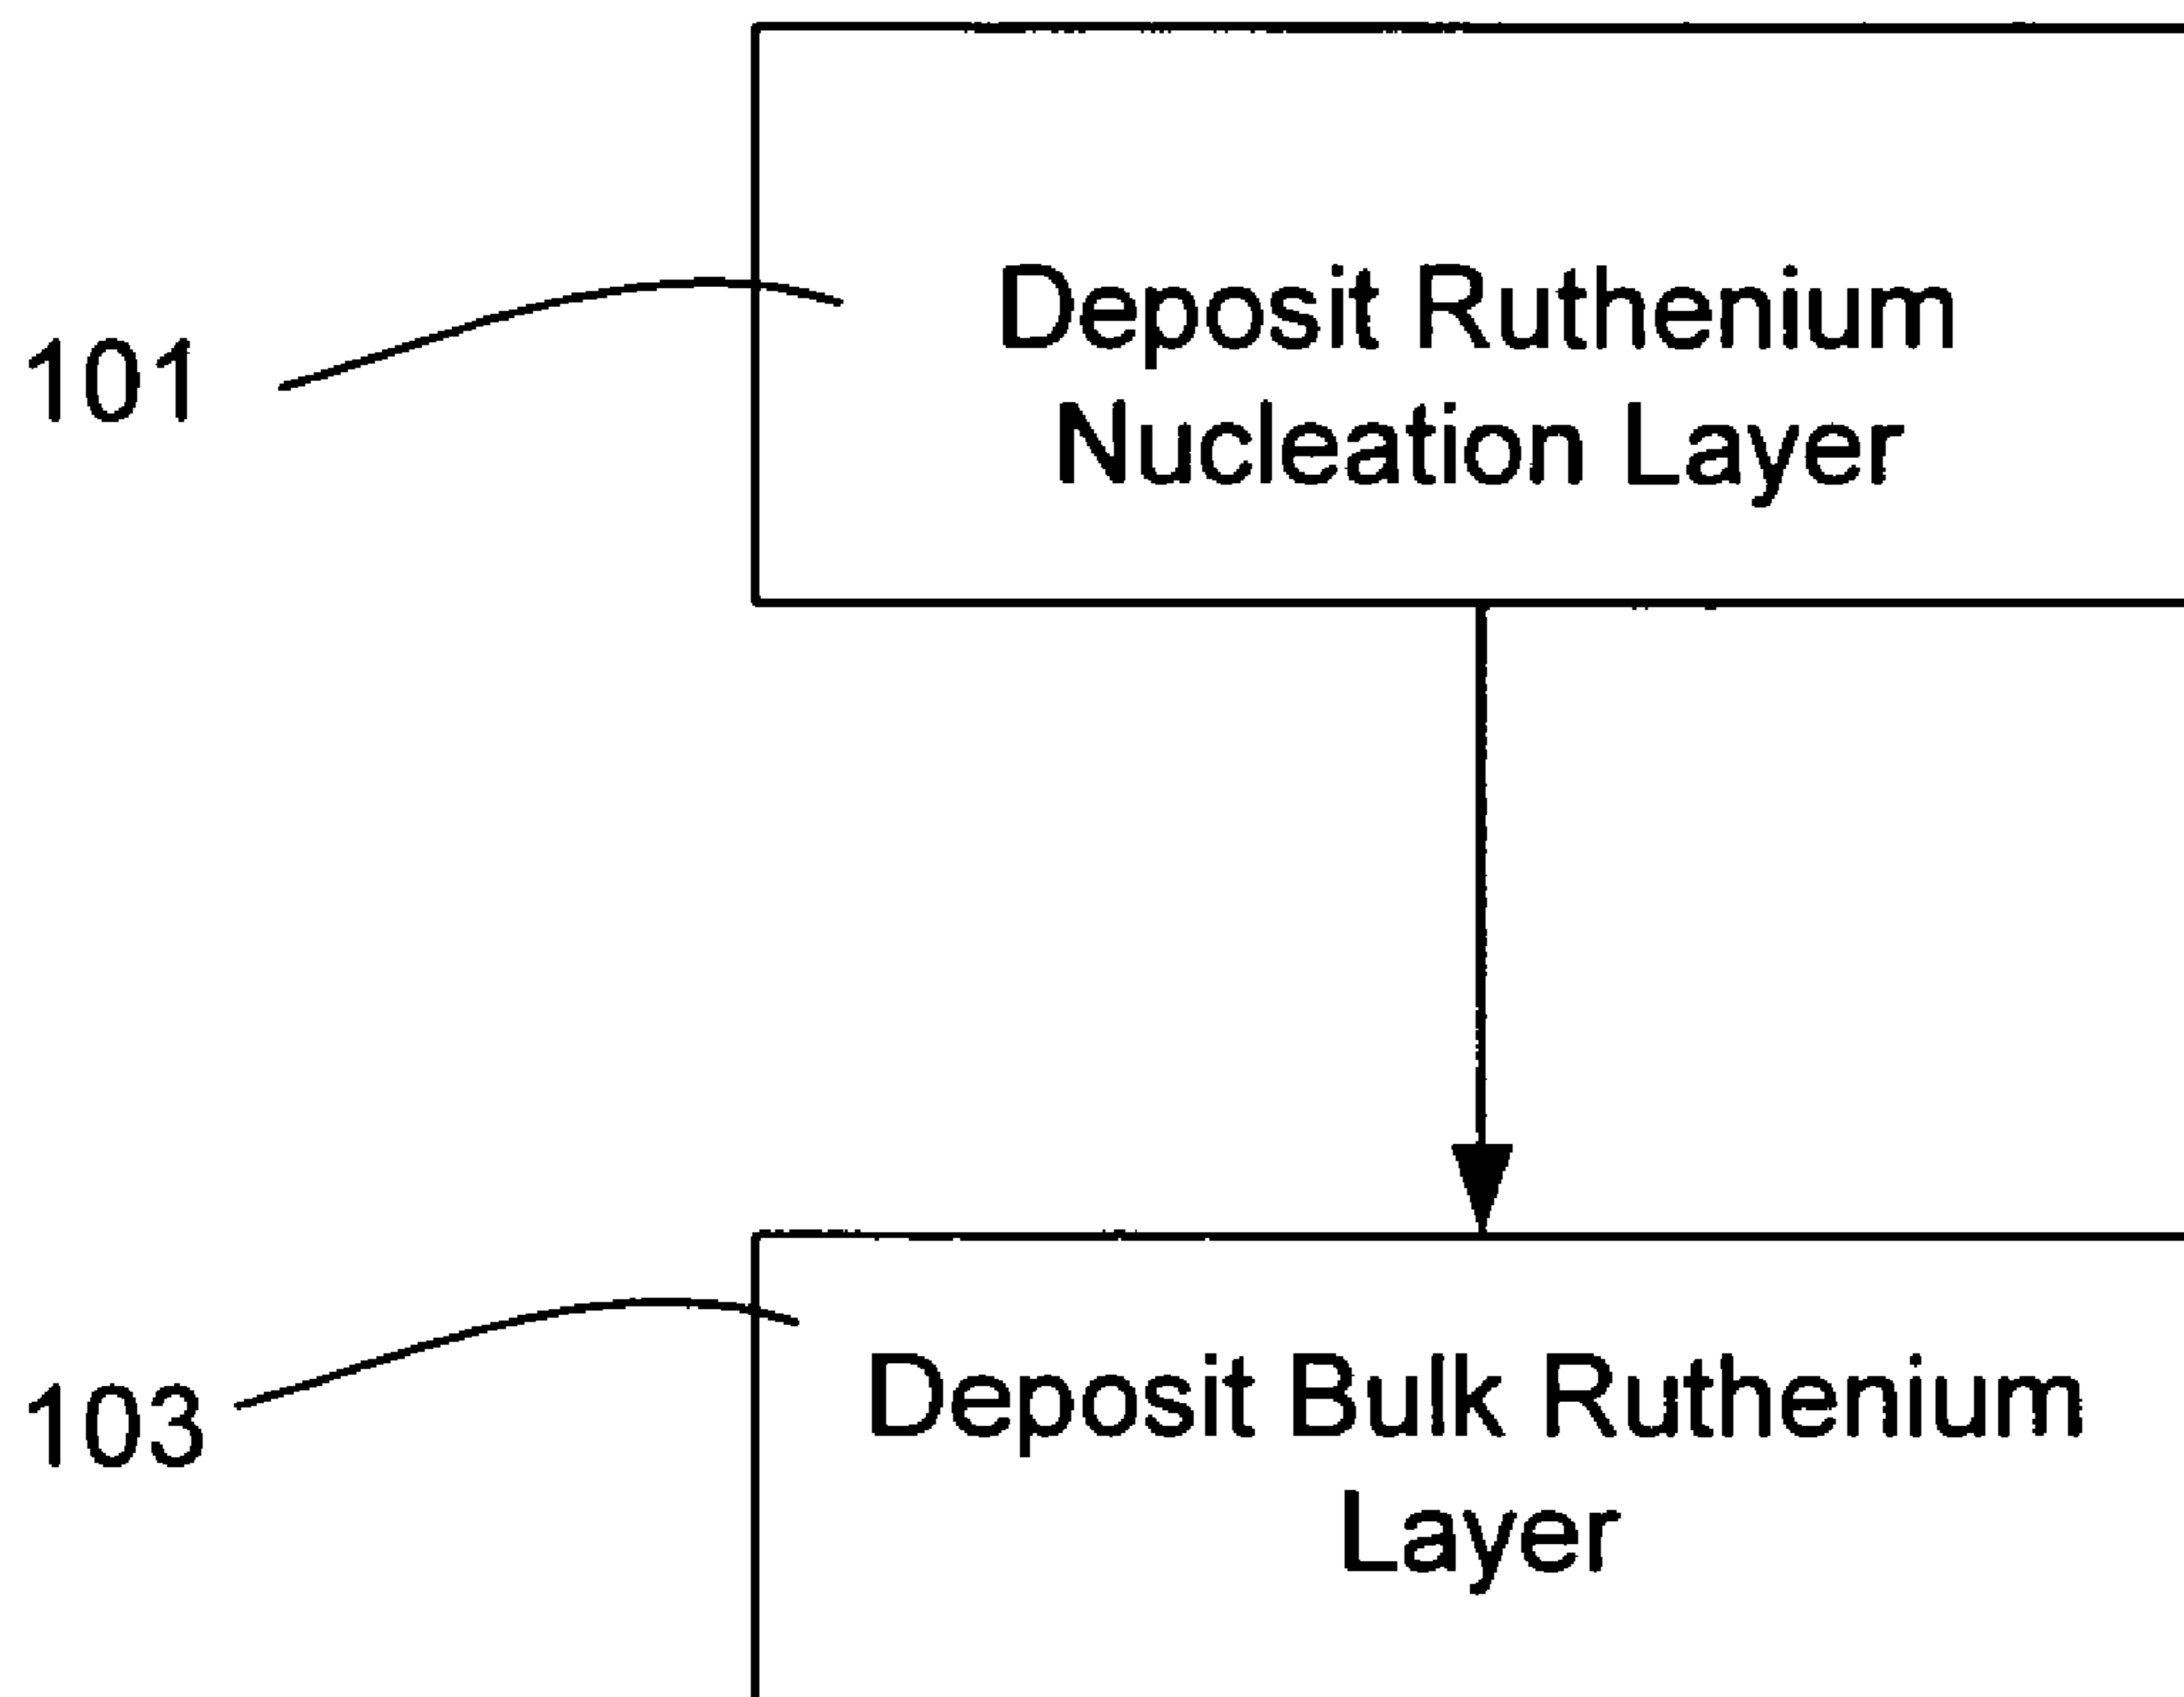 101
Deposit Ruthenium
Nucleation Layer
103
Deposit Bulk Ruthenium
Layer